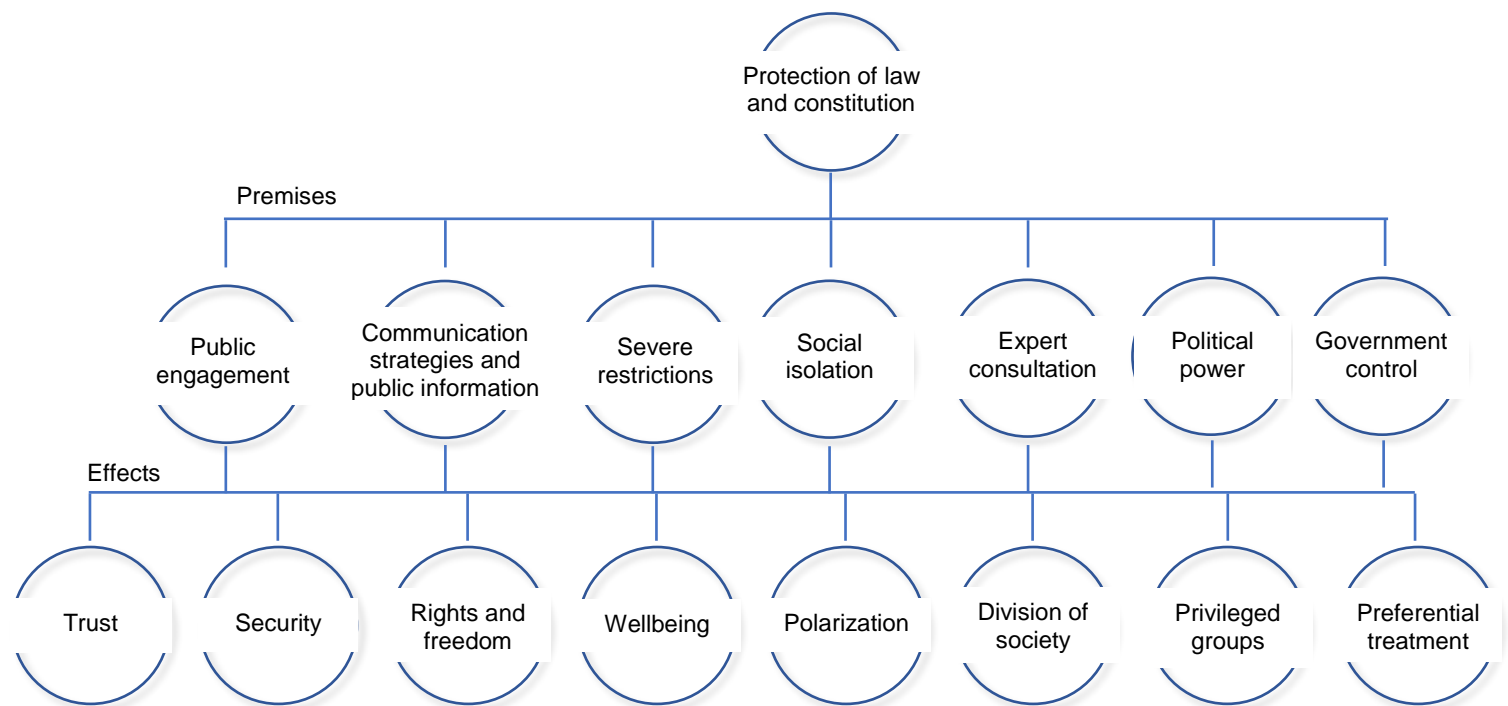 Protection of law
and constitution
Premises
Public
engagement
Communication
strategies and
public information
Severe
restrictions
Social
isolation
Expert
consultation
Political
power
Government
control
Effects
Trust
Security
Rights and
freedom
Wellbeing
Polarization
Division of
society
Privileged
groups
Preferential
treatment